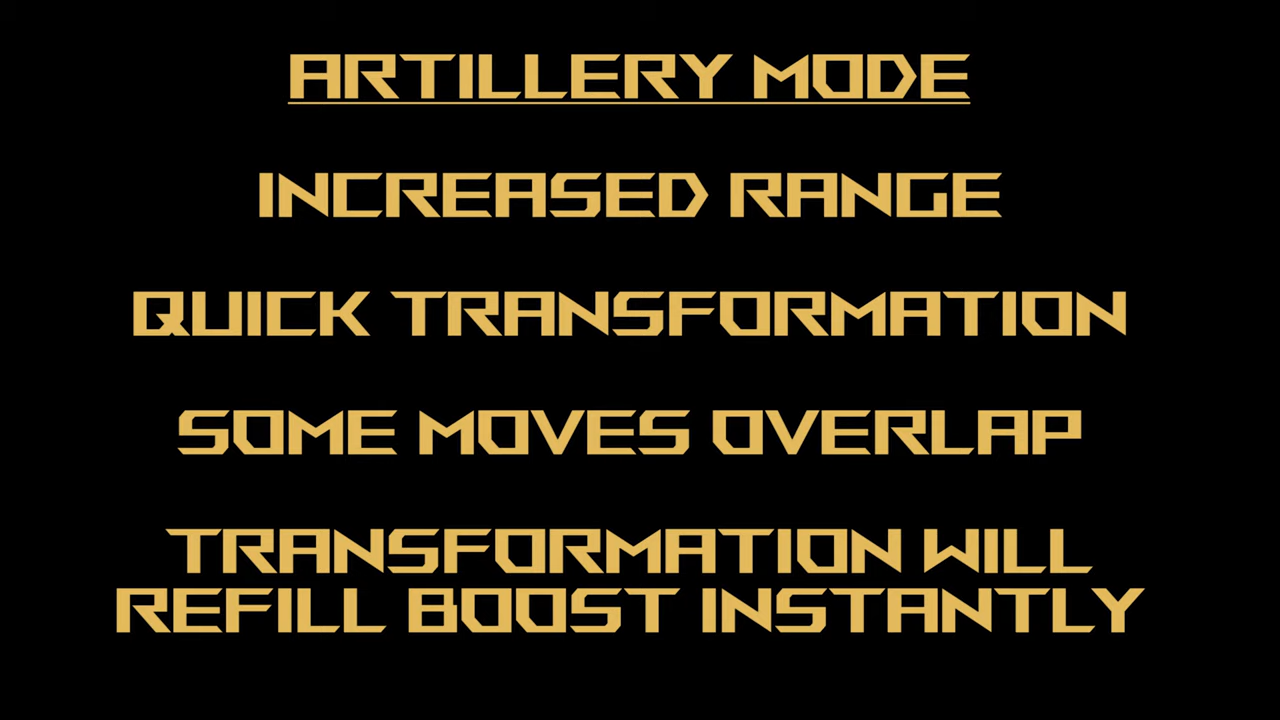 ARTILLERY MODE
INCREASED RANGE
QUICK TRANSFORMATION
SOME MOVES OVERLAP
TRANSFORMATION WILL
REFILL BOOST INSTANTLY